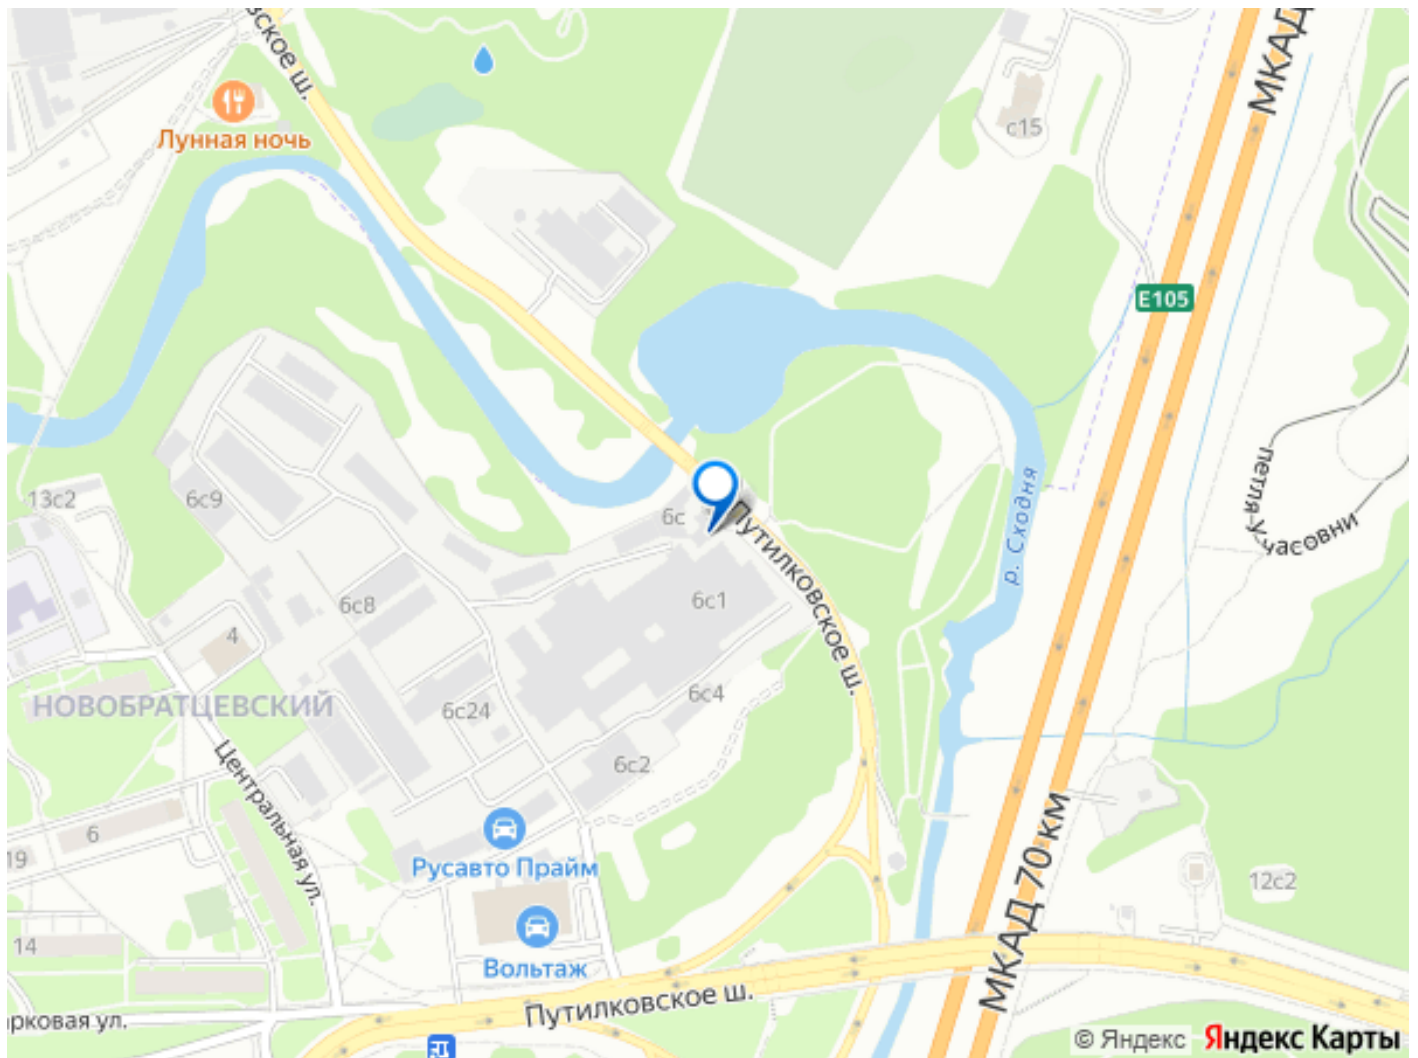 ское ш.
Лунная ночь
МКАД
с15
E105
13с2
6с9
6с
Путилковское ш.
р. Сходня
петля у часовни
6с8
6с1
4
НОВОБРАТЦЕВСКИЙ
6с24
6с4
6с2
Центральная ул.
6
19
Русавто Прайм
МКАД 70 км
12с2
14
Вольтаж
Путилковское ш.
рковая ул.
© Яндекс Яндекс Карты